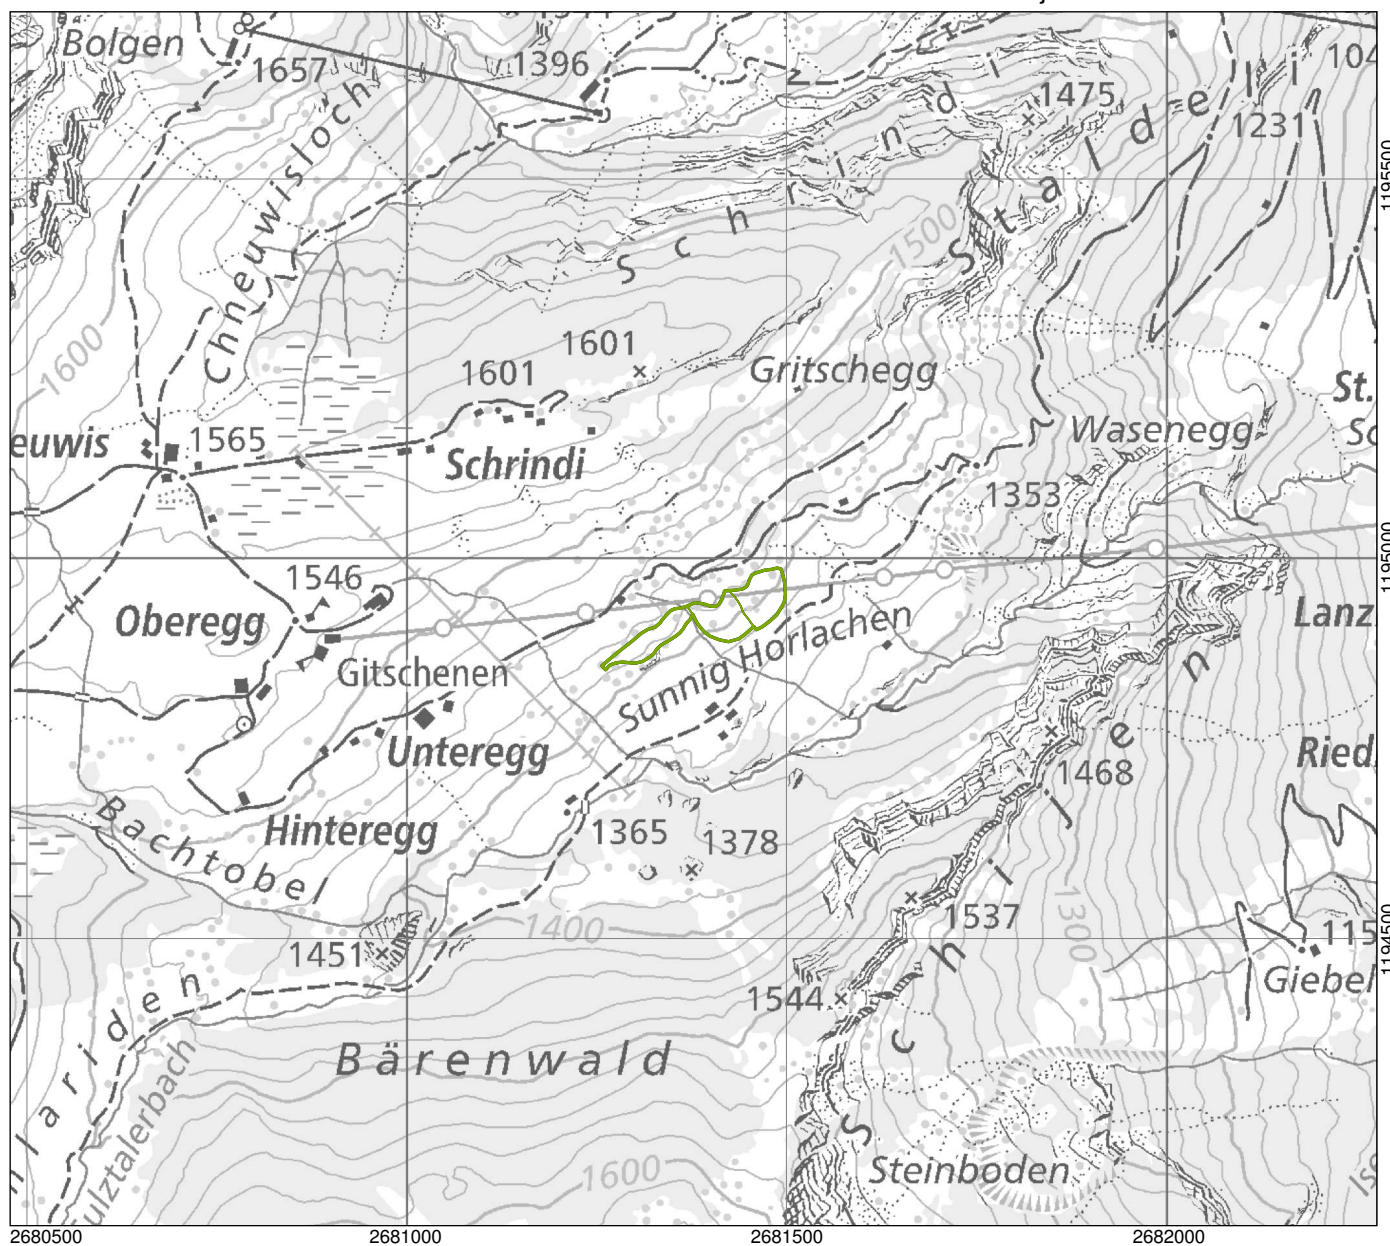 Bolgen
1657
1396
1475
1231
Chneuwisloch
Schrindi
Staldeli
1500
1195500
1600
1601
1601
Gritschegg
St.
euwis
1565
Schrindi
Wasenegg
1353
1195000
1546
Oberegg
Gitschenen
Sunnig Horlachen
Lanz
Unteregg
1468
Ried
Hinteregg
Bachtobel
1365
1378
1537
1300
1400
1451
1194500
1544
Giebel
Bärenwald
Schijen
Steinboden
1600
2680500
2681000
2681500
2682000